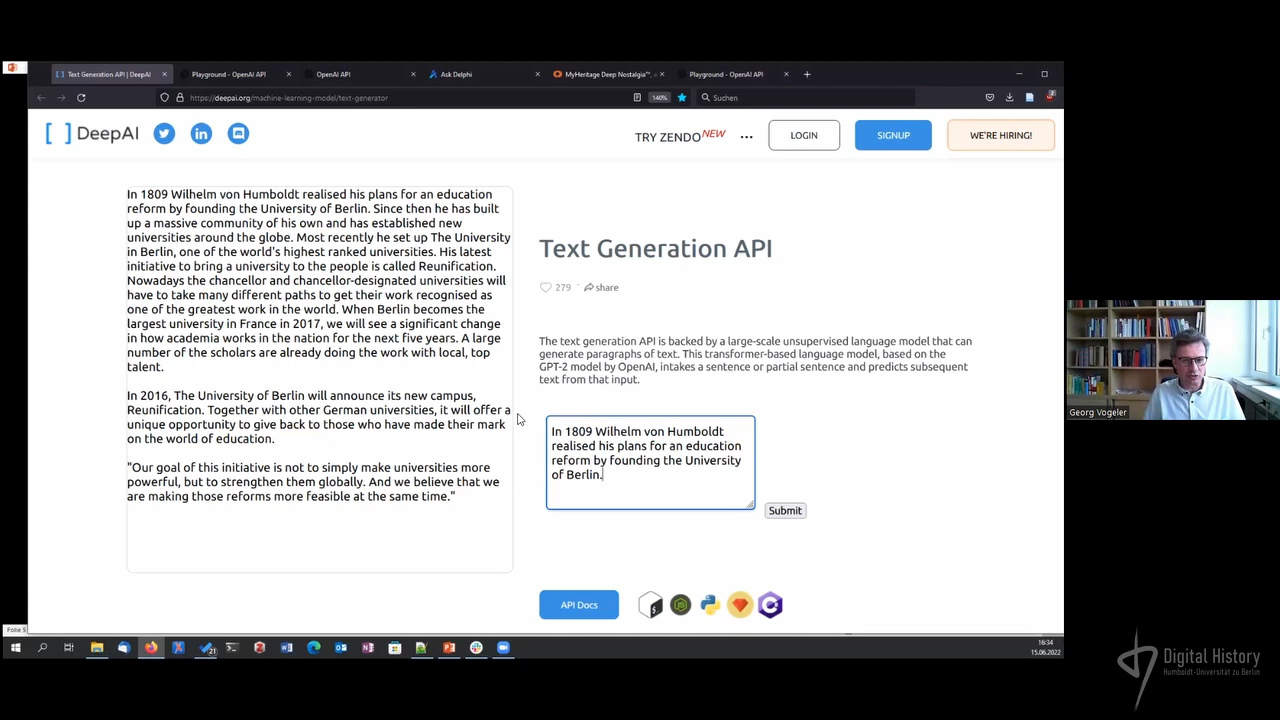 Text Generation API | DeepAI
Playground - OpenAI API
OpenAI API
Ask Delphi
MyHeritage Deep Nostalgia™,
Playground - OpenAI API
https://deepai.org/machine-learning-model/text-generator
140%
Suchen
[ ] DeepAI
TRY ZENDO NEW
LOGIN
SIGNUP
WE'RE HIRING!
In 1809 Wilhelm von Humboldt realised his plans for an education
reform by founding the University of Berlin. Since then he has built
up a massive community of his own and has established new
universities around the globe. Most recently he set up The University
in Berlin, one of the world's highest ranked universities. His latest
initiative to bring a university to the people is called Reunification.
Nowadays the chancellor and chancellor-designated universities will
have to take many different paths to get their work recognised as
one of the greatest work in the world. When Berlin becomes the
largest university in France in 2017, we will see a significant change
in how academia works in the nation for the next five years. A large
number of the scholars are already doing the work with local, top
talent.
In 2016, The University of Berlin will announce its new campus,
Reunification. Together with other German universities, it will offer a
unique opportunity to give back to those who have made their mark
on the world of education.
"Our goal of this initiative is not to simply make universities more
powerful, but to strengthen them globally. And we believe that we
are making those reforms more feasible at the same time."
Text Generation API
279
share
The text generation API is backed by a large-scale unsupervised language model that can
generate paragraphs of text. This transformer-based language model, based on the
GPT-2 model by OpenAI, intakes a sentence or partial sentence and predicts subsequent
text from that input.
In 1809 Wilhelm von Humboldt
realised his plans for an education
reform by founding the University
of Berlin.
Submit
API Docs
Georg Vogeler
Folie 5
21
16:34
15.06.2022
Digital History
Humboldt-Universität zu Berlin